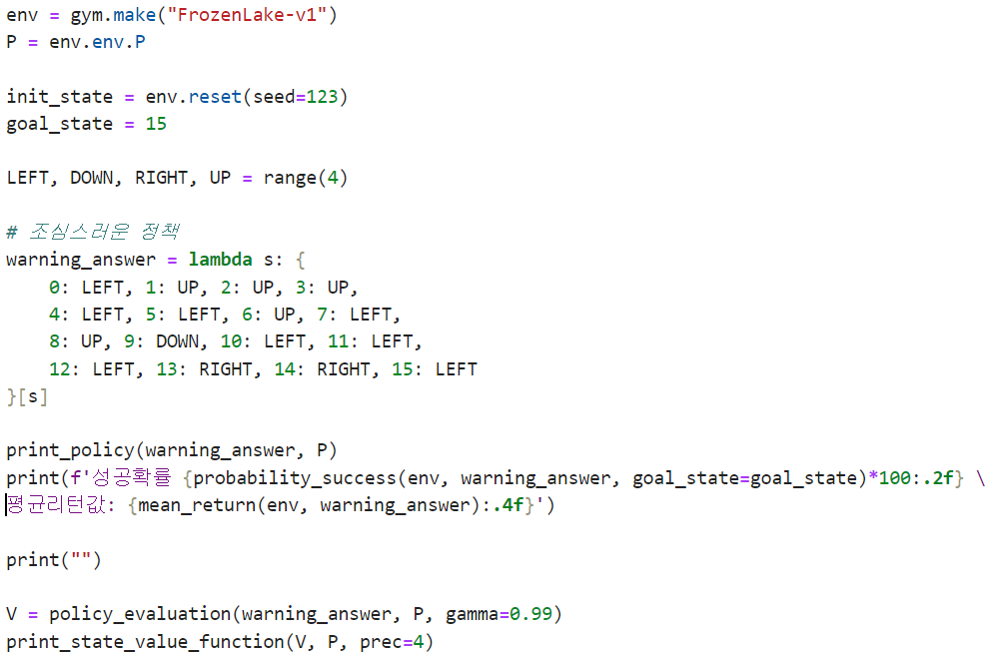 env = gym.make("FrozenLake-v1")
P = env.env.P

init_state = env.reset(seed=123)
goal_state = 15

LEFT, DOWN, RIGHT, UP = range(4)

# 조심스러운 정책
warning_answer = lambda s: {
    0: LEFT, 1: UP, 2: UP, 3: UP,
    4: LEFT, 5: LEFT, 6: UP, 7: LEFT,
    8: UP, 9: DOWN, 10: LEFT, 11: LEFT,
    12: LEFT, 13: RIGHT, 14: RIGHT, 15: LEFT
}[s]

print_policy(warning_answer, P)
print(f'성공확률 {probability_success(env, warning_answer, goal_state=goal_state)*100:.2f} \
평균리턴값: {mean_return(env, warning_answer):.4f}')

print("")

V = policy_evaluation(warning_answer, P, gamma=0.99)
print_state_value_function(V, P, prec=4)